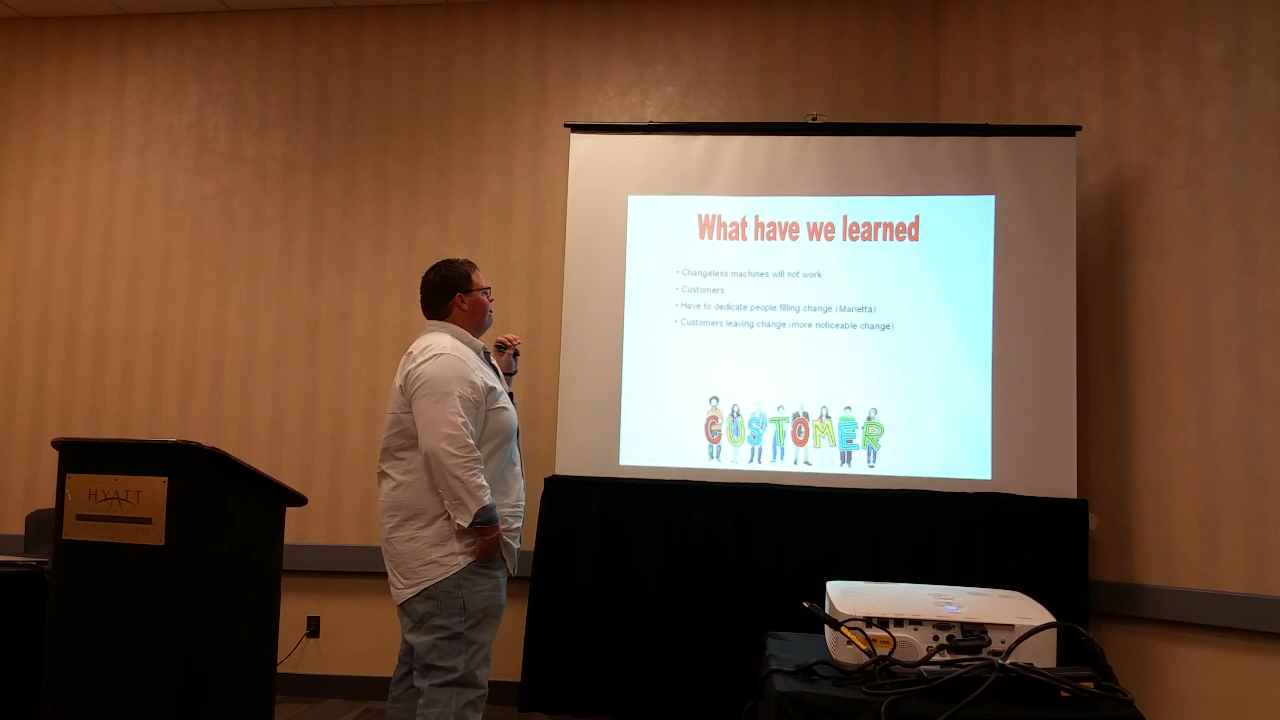 What have we learned
• Changeless machines will not work
• Customers
• Have to dedicate people filling change (Marietta)
• Customers leaving change (more noticeable change)
CUSTOMER
HYATT